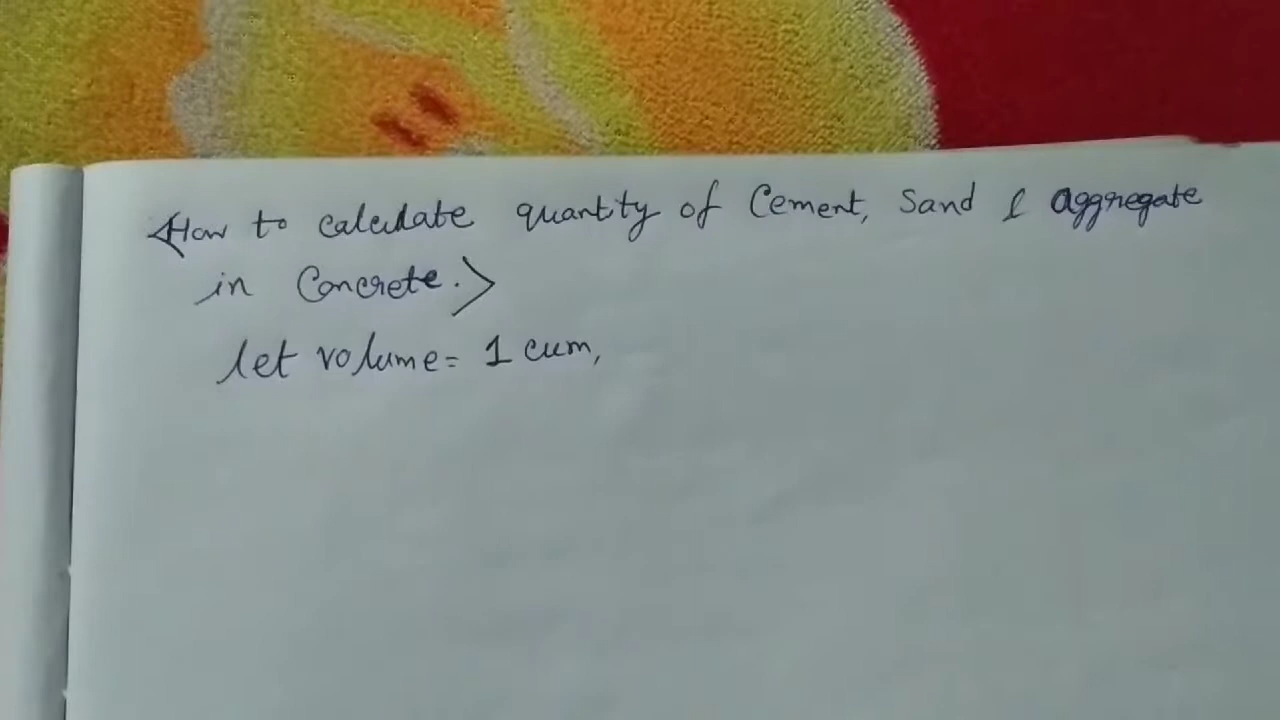 <How to calculate quantity of Cement, Sand & aggregate
in Concrete.>
let volume = 1 cum,